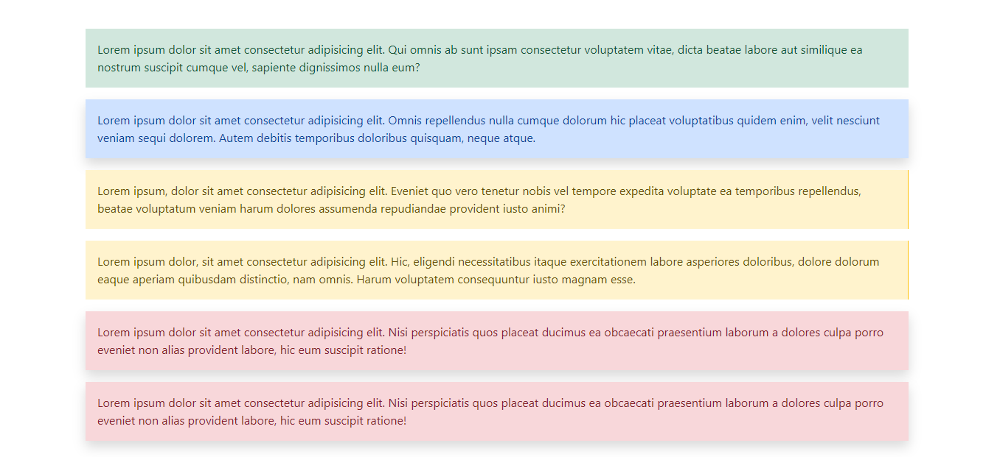 Lorem ipsum dolor sit amet consectetur adipisicing elit. Qui omnis ab sunt ipsam consectetur voluptatem vitae, dicta beatae labore aut similique ea
nostrum suscipit cumque vel, sapiente dignissimos nulla eum?
Lorem ipsum dolor sit amet consectetur adipisicing elit. Omnis repellendus nulla cumque dolorum hic placeat voluptatibus quidem enim, velit nesciunt
veniam sequi dolorem. Autem debitis temporibus doloribus quisquam, neque atque.
Lorem ipsum, dolor sit amet consectetur adipisicing elit. Eveniet quo vero tenetur nobis vel tempore expedita voluptate ea temporibus repellendus,
beatae voluptatum veniam harum dolores assumenda repudiandae provident iusto animi?
Lorem ipsum dolor, sit amet consectetur adipisicing elit. Hic, eligendi necessitatibus itaque exercitationem labore asperiores doloribus, dolore dolorum
eaque aperiam quibusdam distinctio, nam omnis. Harum voluptatem consequuntur iusto magnam esse.
Lorem ipsum dolor sit amet consectetur adipisicing elit. Nisi perspiciatis quos placeat ducimus ea obcaecati praesentium laborum a dolores culpa porro
eveniet non alias provident labore, hic eum suscipit ratione!
Lorem ipsum dolor sit amet consectetur adipisicing elit. Nisi perspiciatis quos placeat ducimus ea obcaecati praesentium laborum a dolores culpa porro
eveniet non alias provident labore, hic eum suscipit ratione!